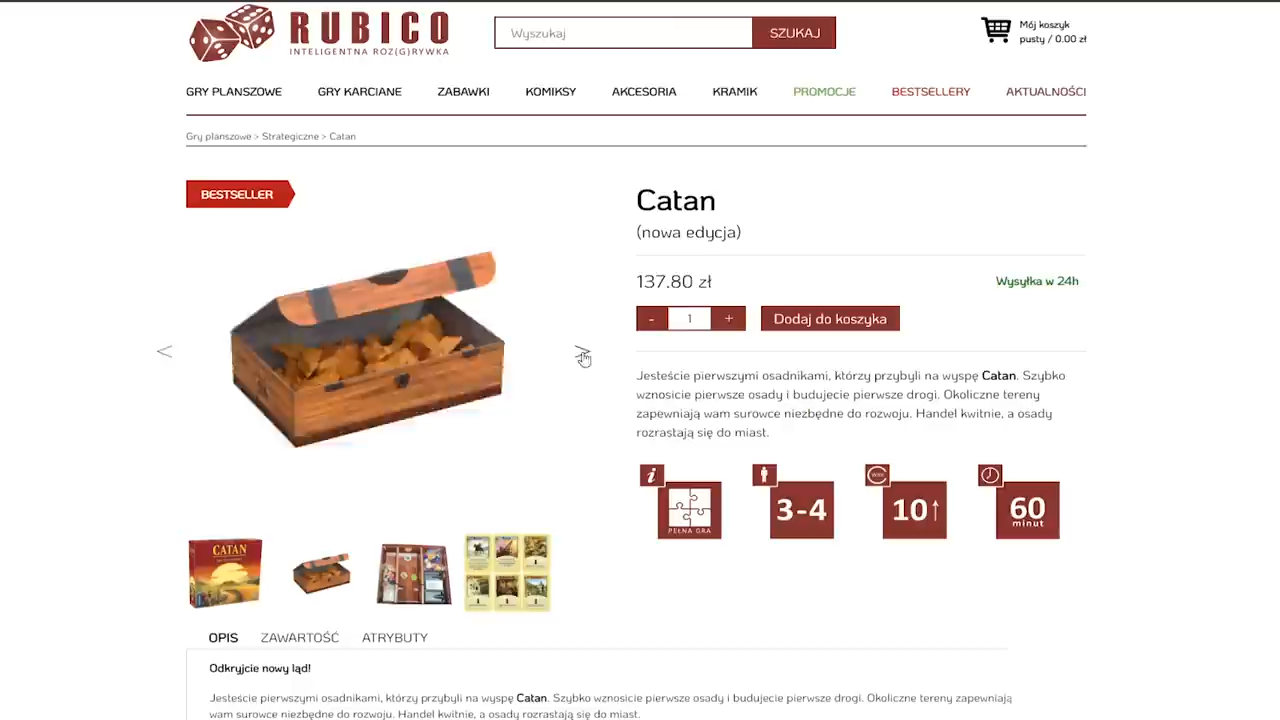 RUBICO
INTELIGENTNA ROZ(G)RYWKA
Wyszukaj
SZUKAJ
Mój koszyk
pusty / 0.00 zł
GRY PLANSZOWE GRY KARCIANE ZABAWKI KOMIKSY AKCESORIA KRAMIK PROMOCJE BESTSELLERY AKTUALNOŚCI
Gry planszowe > Strategiczne > Catan
BESTSELLER
Catan
(nowa edycja)
137.80 zł
Wysyłka w 24h
- 1 +
Dodaj do koszyka
<
>
Jesteście pierwszymi osadnikami, którzy przybyli na wyspę Catan. Szybko
wznosicie pierwsze osady i budujecie pierwsze drogi. Okoliczne tereny
zapewniają wam surowce niezbędne do rozwoju. Handel kwitnie, a osady
rozrastają się do miast.
i
PEŁNA GRA
3-4
WIEK
10↑
60
minut
CATAN
OPIS ZAWARTOŚĆ ATRYBUTY
Odkryjcie nowy ląd!
Jesteście pierwszymi osadnikami, którzy przybyli na wyspę Catan. Szybko wznosicie pierwsze osady i budujecie pierwsze drogi. Okoliczne tereny zapewniają
wam surowce niezbędne do rozwoju. Handel kwitnie, a osady rozrastają się do miast.